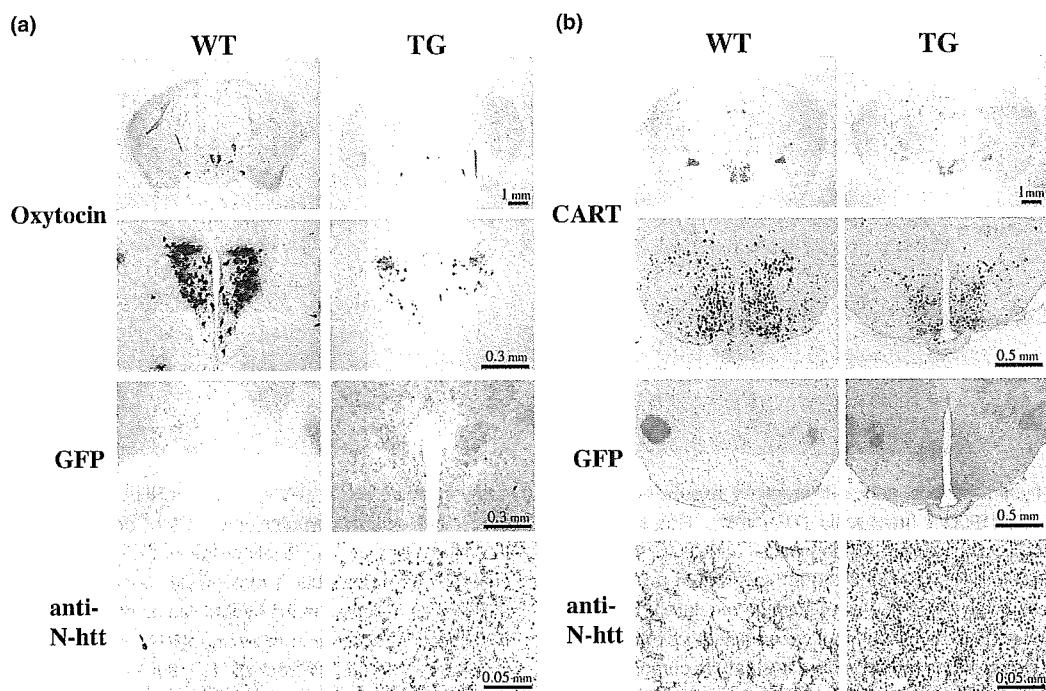 (a)
WT TG
1 mm
Oxytocin
0.3 mm
GFP
0.3 mm
anti-
N-htt
0.05 mm
(b)
WT TG
1 mm
CART
0.5 mm
GFP
0.5 mm
anti-
N-htt
0.05 mm